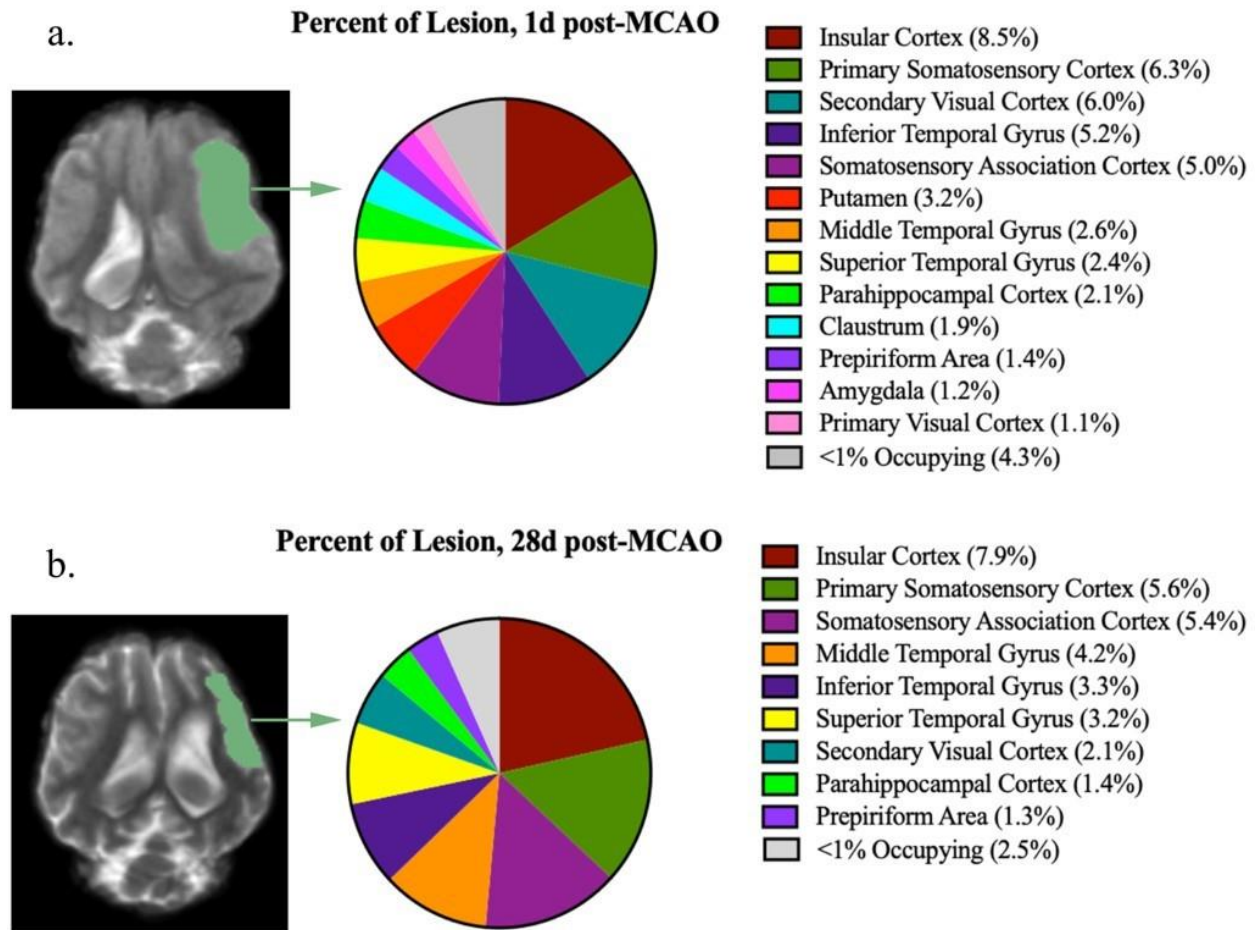 a.
Percent of Lesion, 1d post-MCAO
Insular Cortex (8.5%)
Primary Somatosensory Cortex (6.3%)
Secondary Visual Cortex (6.0%)
Inferior Temporal Gyrus (5.2%)
Somatosensory Association Cortex (5.0%)
Putamen (3.2%)
Middle Temporal Gyrus (2.6%)
Superior Temporal Gyrus (2.4%)
Parahippocampal Cortex (2.1%)
Claustrum (1.9%)
Prepiriform Area (1.4%)
Amygdala (1.2%)
Primary Visual Cortex (1.1%)
<1% Occupying (4.3%)
b.
Percent of Lesion, 28d post-MCAO
Insular Cortex (7.9%)
Primary Somatosensory Cortex (5.6%)
Somatosensory Association Cortex (5.4%)
Middle Temporal Gyrus (4.2%)
Inferior Temporal Gyrus (3.3%)
Superior Temporal Gyrus (3.2%)
Secondary Visual Cortex (2.1%)
Parahippocampal Cortex (1.4%)
Prepiriform Area (1.3%)
<1% Occupying (2.5%)